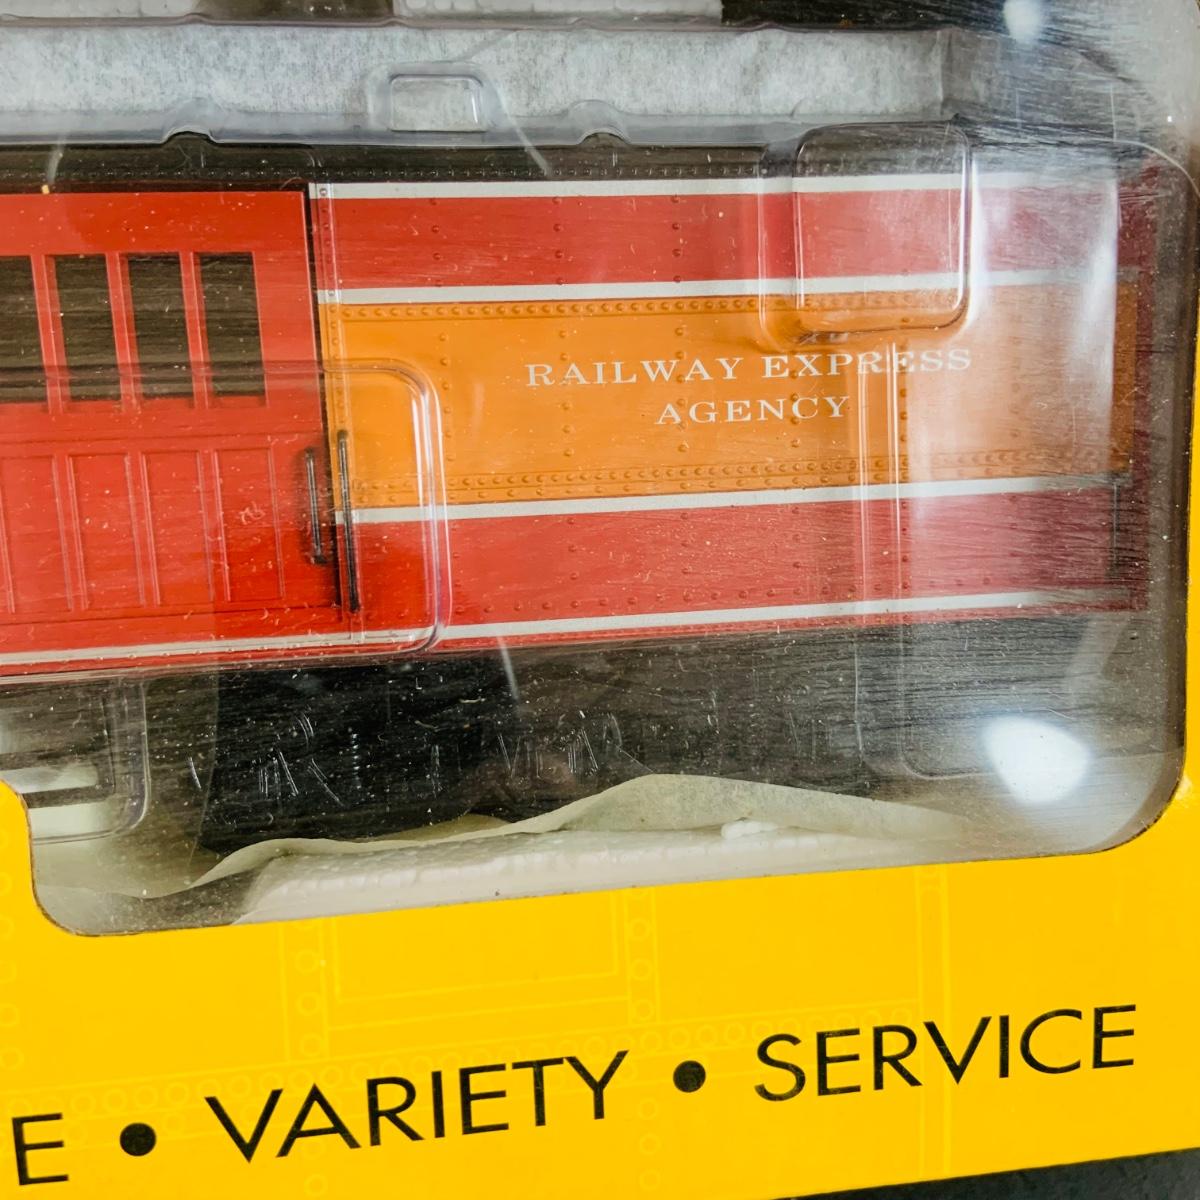 RAILWAY EXPRESS
AGENCY
E • VARIETY • SERVICE